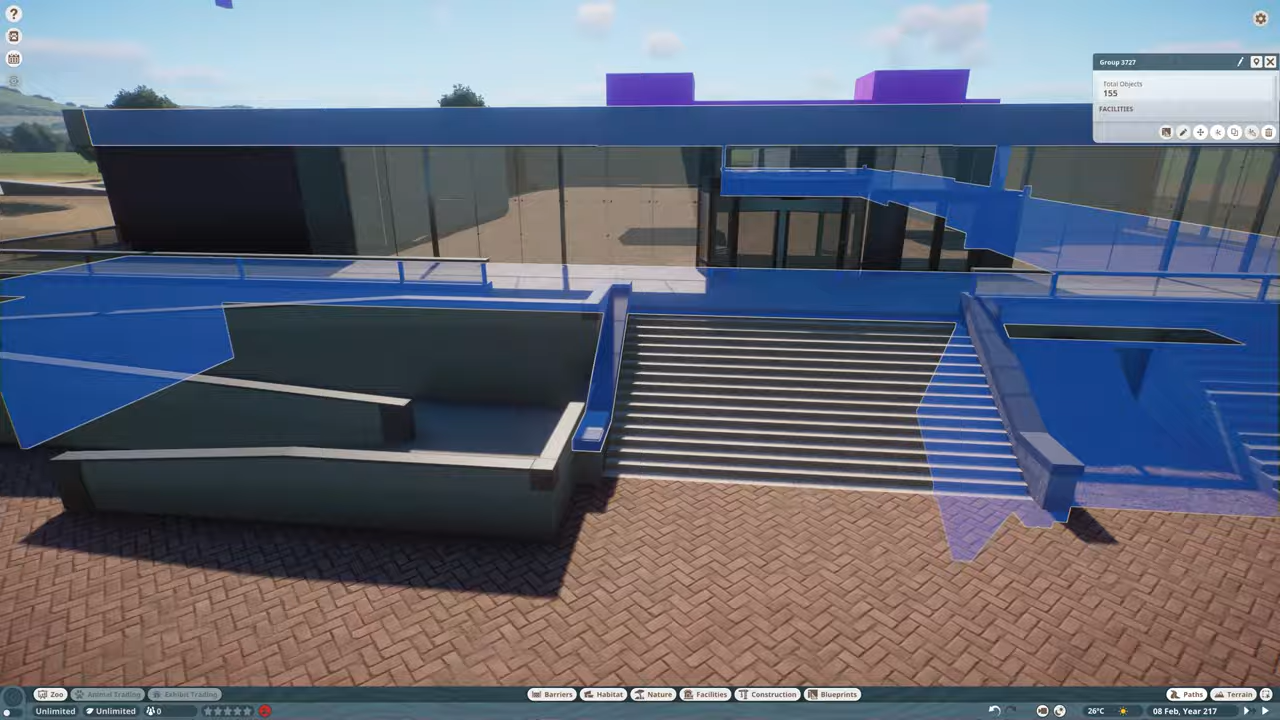 ?
Group 3727
Total Objects
155
FACILITIES
Zoo
Animal Trading
Exhibit Trading
Barriers
Habitat
Nature
Facilities
Construction
Blueprints
Paths
Terrain
Unlimited
Unlimited
0
26°C
08 Feb, Year 217